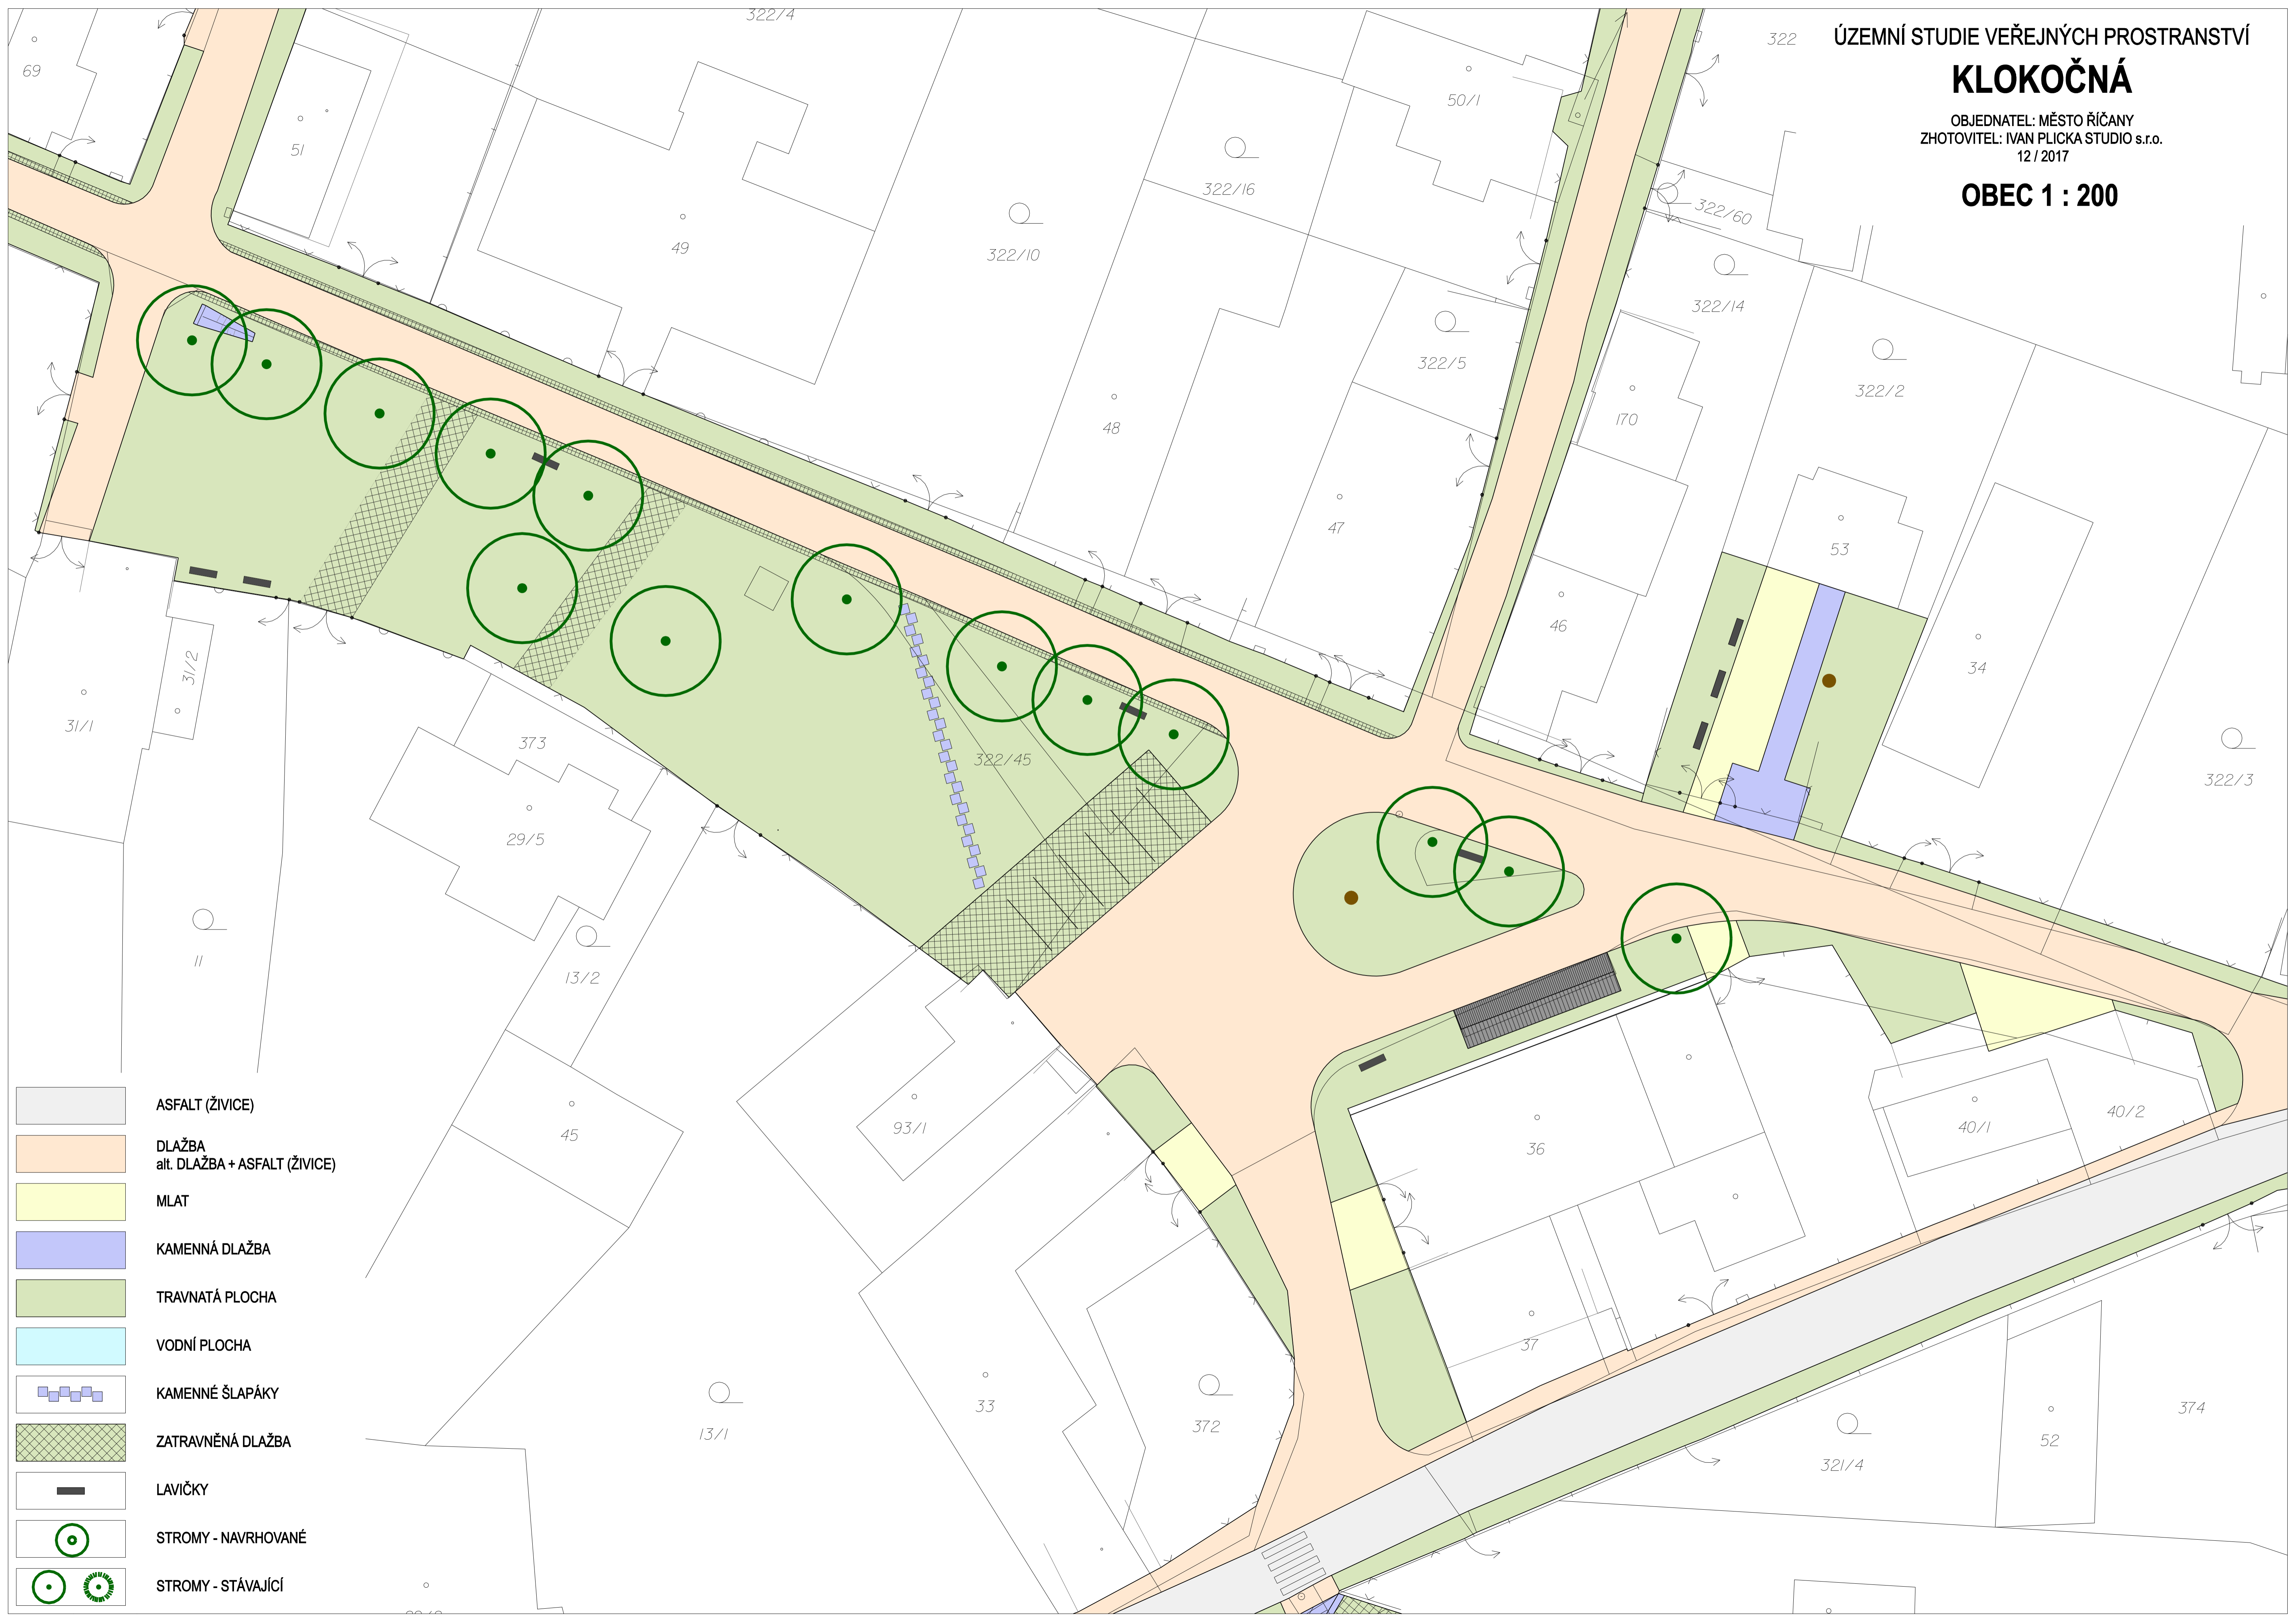 ÚZEMNÍ STUDIE VEŘEJNÝCH PROSTRANSTVÍ
KLOKOČNÁ
OBJEDNATEL: MĚSTO ŘÍČANY
ZHOTOVITEL: IVAN PLICKA STUDIO s.r.o.
12 / 2017
OBEC 1 : 200
322/4
322
69
50/1
51
322/16
322/60
49
322/10
322/14
322/5
322/2
170
48
47
53
46
34
31/2
31/1
373
322/45
322/3
29/5
11
13/2
93/1
45
36
40/1
40/2
37
33
372
13/1
374
52
321/4
ASFALT (ŽIVICE)
DLAŽBA
alt. DLAŽBA + ASFALT (ŽIVICE)
MLAT
KAMENNÁ DLAŽBA
TRAVNATÁ PLOCHA
VODNÍ PLOCHA
KAMENNÉ ŠLAPÁKY
ZATRAVNĚNÁ DLAŽBA
LAVIČKY
STROMY - NAVRHOVANÉ
STROMY - STÁVAJÍCÍ